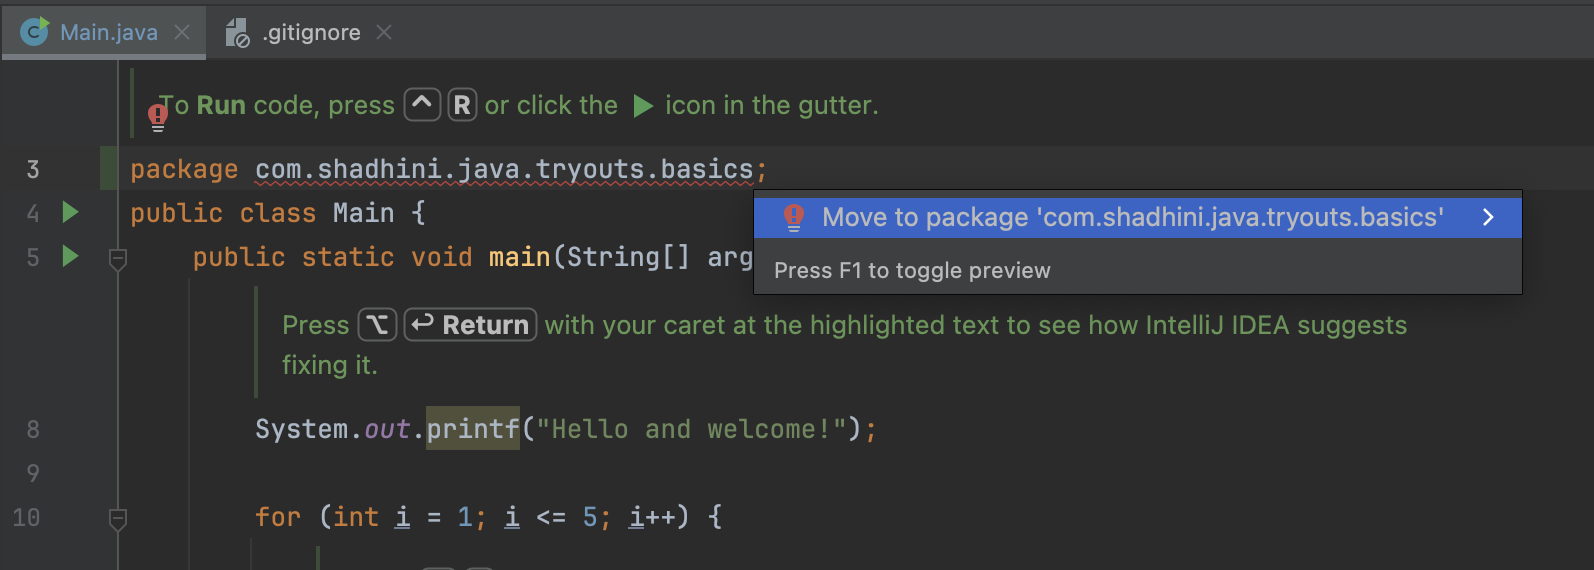 Main.java .gitignore
To Run code, press ^ R or click the icon in the gutter.
3 package com.shadhini.java.tryouts.basics;
4 public class Main {
Move to package 'com.shadhini.java.tryouts.basics'
5 public static void main(String[] arg
Press F1 to toggle preview
Press ⌥ ↩ Return with your caret at the highlighted text to see how IntelliJ IDEA suggests
fixing it.
8 System.out.printf("Hello and welcome!");
9
10 for (int i = 1; i <= 5; i++) {